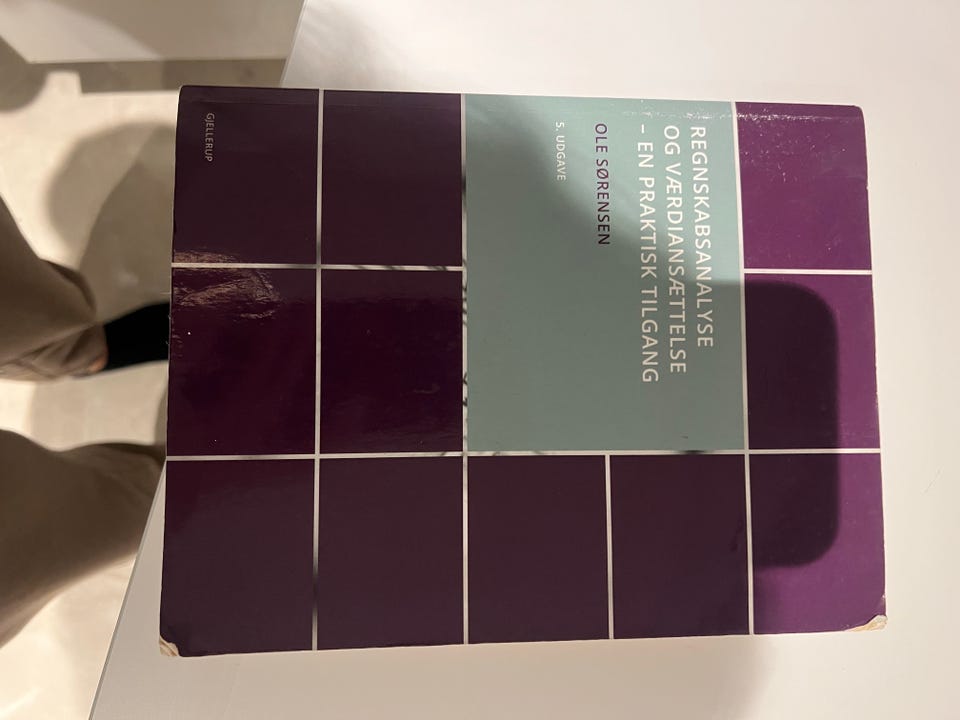 REGNSKABSANALYSE
OG VÆRDIANSÆTTELSE
– EN PRAKTISK TILGANG
OLE SØRENSEN
5. UDGAVE
GJELLERUP